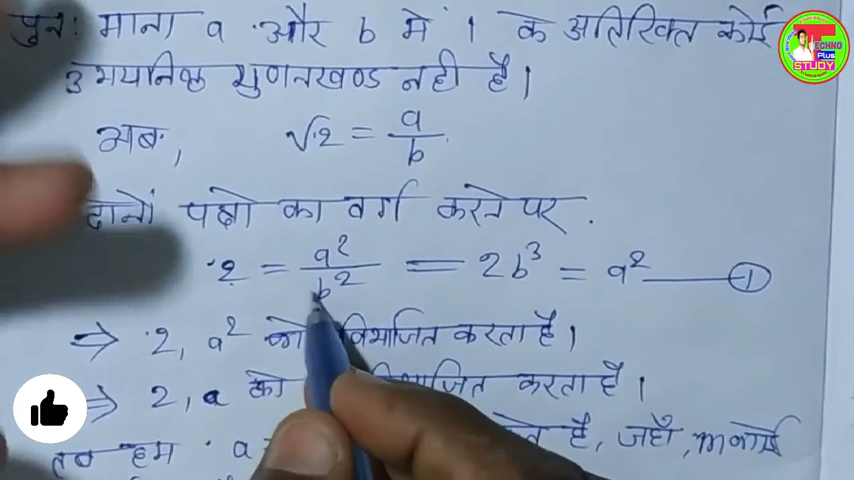 पुनः माना a और b में 1 के अतिरिक्त कोई
उभयनिष्ठ गुणनखण्ड नही है।
अब, √2 = a/b
दोनों पक्षो का वर्ग करने पर.
2 = a²/b² = 2b³ = a² ——— ①
⇒ 2, a² को विभाजित करता है।
⇒ 2, a को विभाजित करता है।
तब हम a = है, जहाँ, m कोई
TECHNO
Plus
STUDY